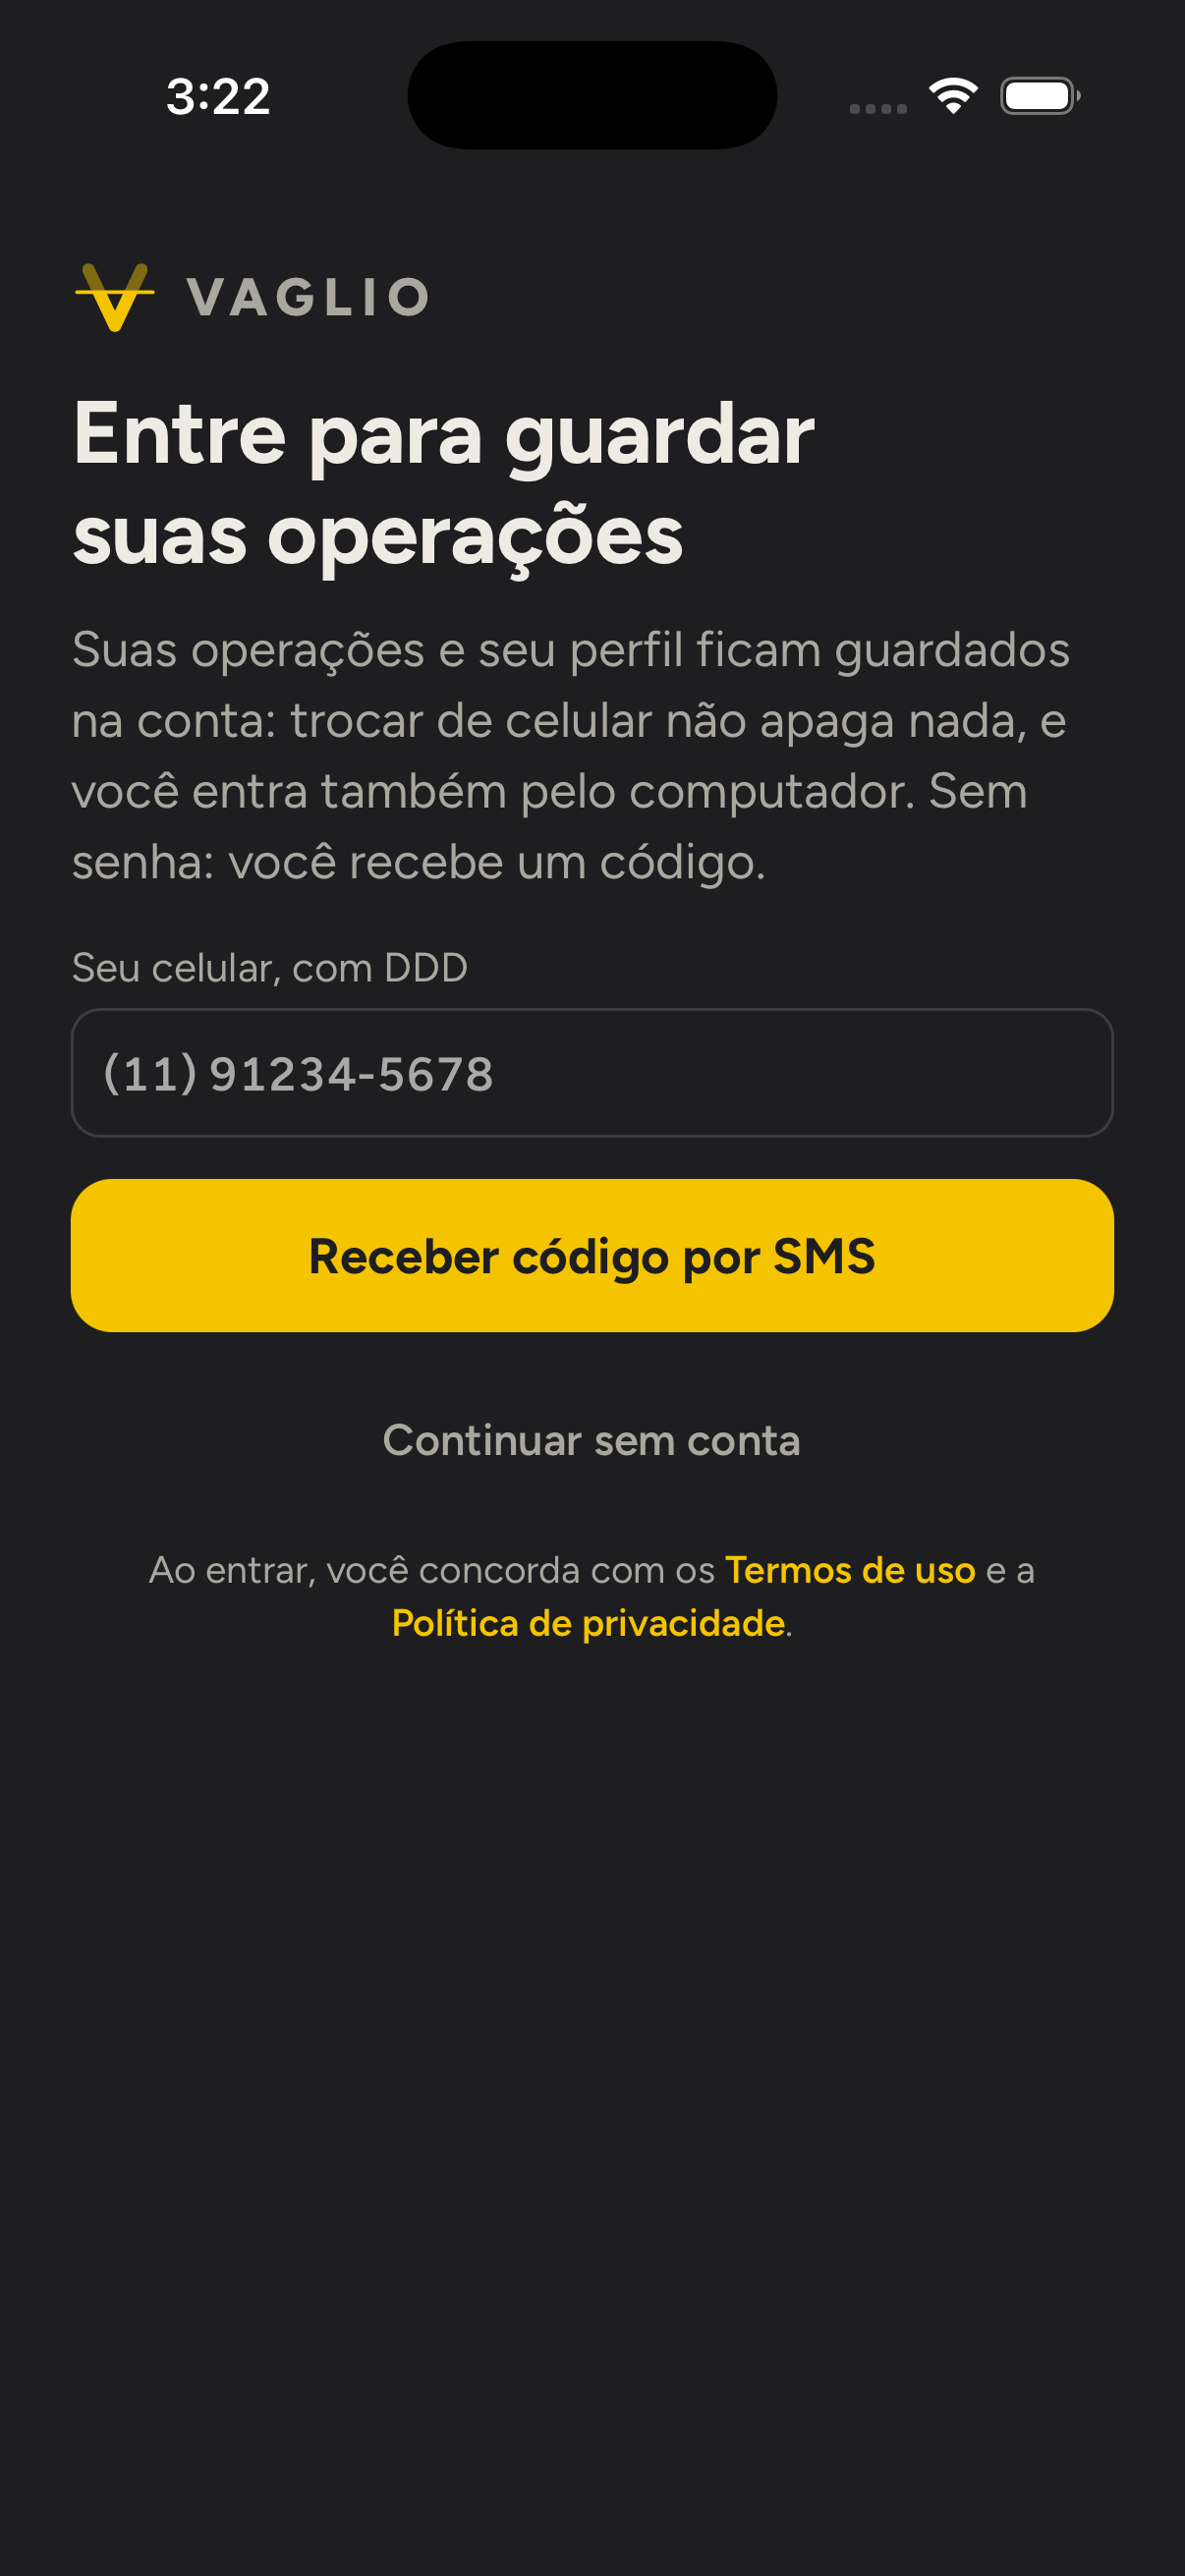 3:22
VAGLIO
Entre para guardar
suas operações
Suas operações e seu perfil ficam guardados
na conta: trocar de celular não apaga nada, e
você entra também pelo computador. Sem
senha: você recebe um código.
Seu celular, com DDD
(11) 91234-5678
Receber código por SMS
Continuar sem conta
Ao entrar, você concorda com os Termos de uso e a
Política de privacidade.